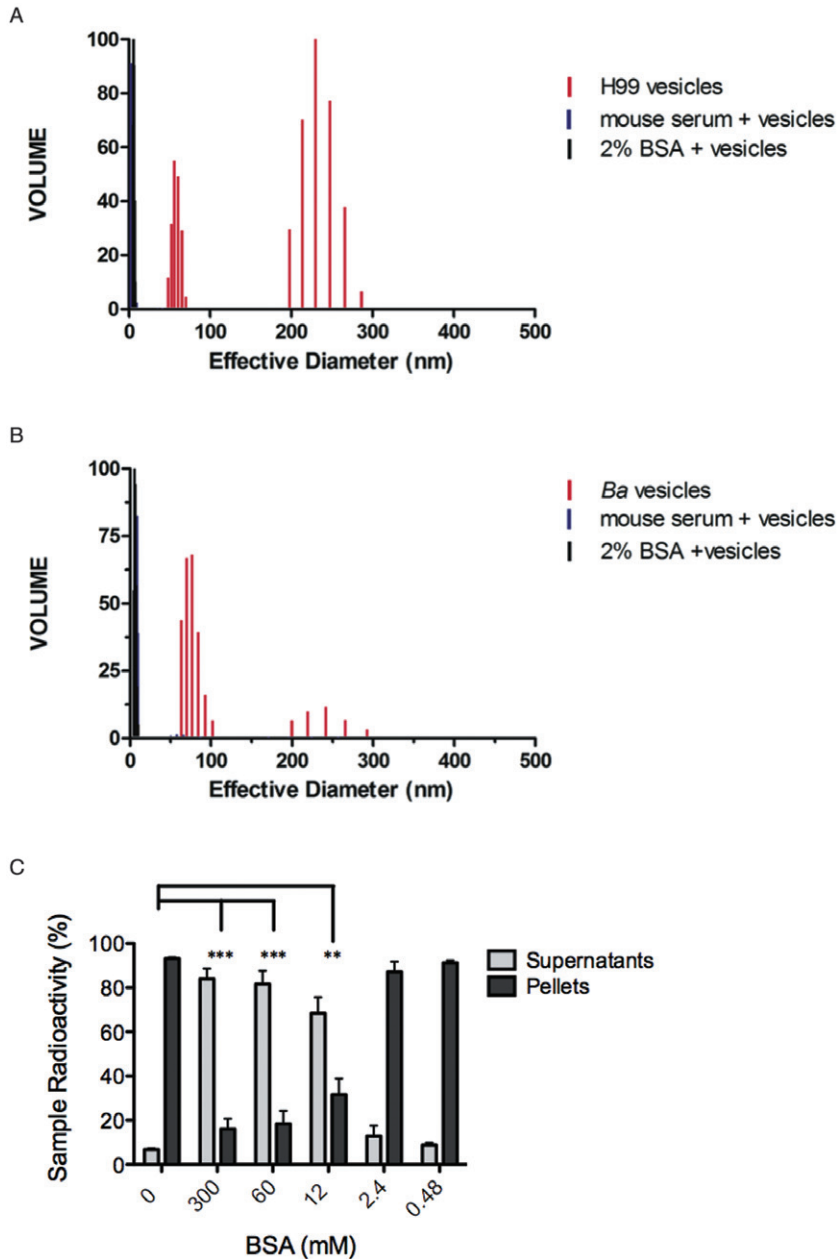 A
VOLUME
100
80
60
40
20
0
0 100 200 300 400 500
Effective Diameter (nm)
H99 vesicles
mouse serum + vesicles
2% BSA + vesicles
B
VOLUME
100
75
50
25
0
0 100 200 300 400 500
Effective Diameter (nm)
Ba vesicles
mouse serum + vesicles
2% BSA +vesicles
C
Sample Radioactivity (%)
100
80
60
40
20
0
*** *** **
0 300 60 12 2.4 0.48
BSA (mM)
Supernatants
Pellets